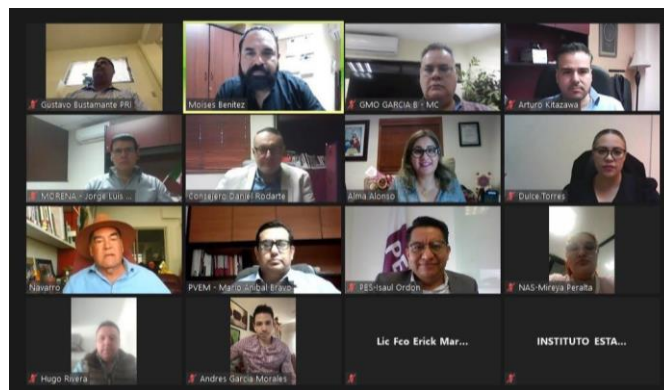 Gustavo Bustamante PRI
Moises Benitez
GMO GARCIA B - MC
Arturo Kitazawa
MORENA - Jorge Luis ...
Consejero Daniel Rodarte
Alma Alonso
Dulce Torres
Navarro
PVEM - Mario Anibal Bravo
PES-Isaul Ordon
NAS-Mireya Peralta
Hugo Rivera
Andres Garcia Morales
Lic Fco Erick Mar...
INSTITUTO ESTA...